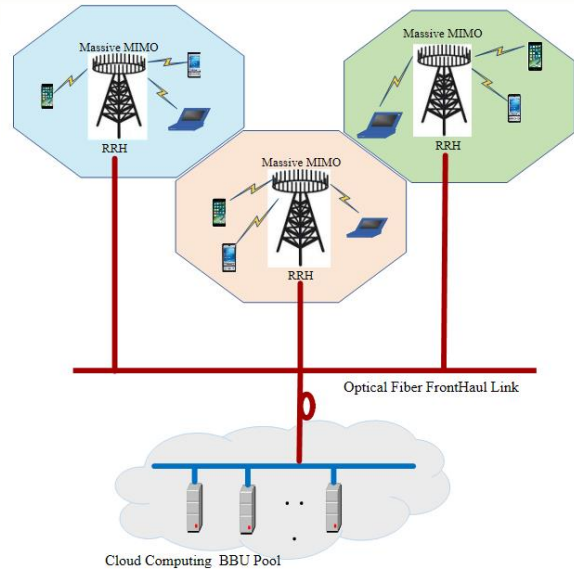 Massive MIMO
RRH
Massive MIMO
RRH
Massive MIMO
RRH
Optical Fiber FrontHaul Link
Cloud Computing BBU Pool